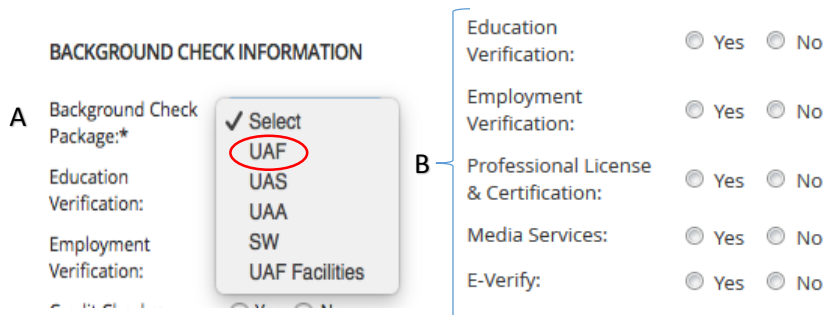 BACKGROUND CHECK INFORMATION
A
Background Check
Package:*
✓ Select
UAF
UAS
UAA
SW
UAF Facilities
Education
Verification:
Employment
Verification:
B
Education
Verification:
Yes No
Employment
Verification:
Yes No
Professional License
& Certification:
Yes No
Media Services:
Yes No
E-Verify:
Yes No